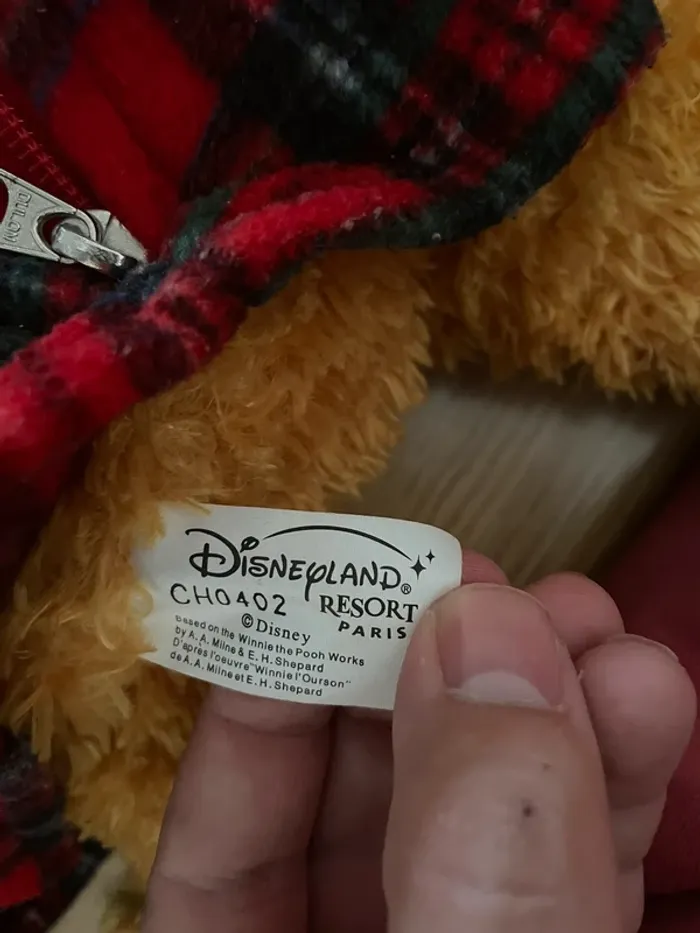 DISNEYLAND®
RESORT
PARIS
CH0402
©Disney
Based on the Winnie the Pooh Works
by A. A. Milne & E. H. Shepard
D'après l'oeuvre "Winnie l'Ourson"
de A. A. Milne et E. H. Shepard